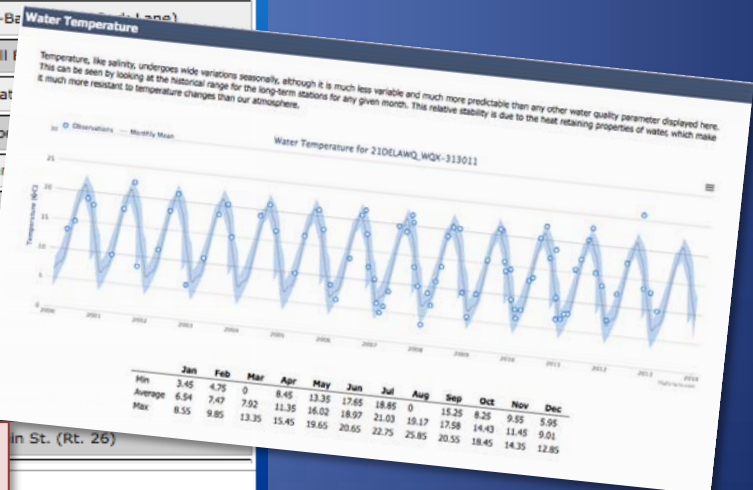 Water Temperature
Temperature, like salinity, undergoes wide variations seasonally, although it is much less variable and much more predictable than any other water quality parameter displayed here.
This can be seen by looking at the historical range for the long-term stations for any given month. This relative stability is due to the heat retaining properties of water, which make
it much more resistant to temperature changes than our atmosphere.
Observations Monthly Mean
Water Temperature for 21DELAWQ_WQX-313011
30
25
20
15
10
5
0
2000 2001 2002 2003 2004 2005 2006 2007 2008 2009 2010 2011 2012 2013 2014
Jan Feb Mar Apr May Jun Jul Aug Sep Oct Nov Dec
Min 3.45 4.75 0 8.45 13.35 17.65 18.85 0 15.25 8.25 9.55 5.95
Average 6.54 7.47 7.92 11.35 16.02 18.97 21.03 19.17 17.58 14.43 11.45 9.01
Max 8.55 9.85 13.35 15.45 19.65 20.65 22.75 25.85 20.55 18.45 14.35 12.85
in St. (Rt. 26)